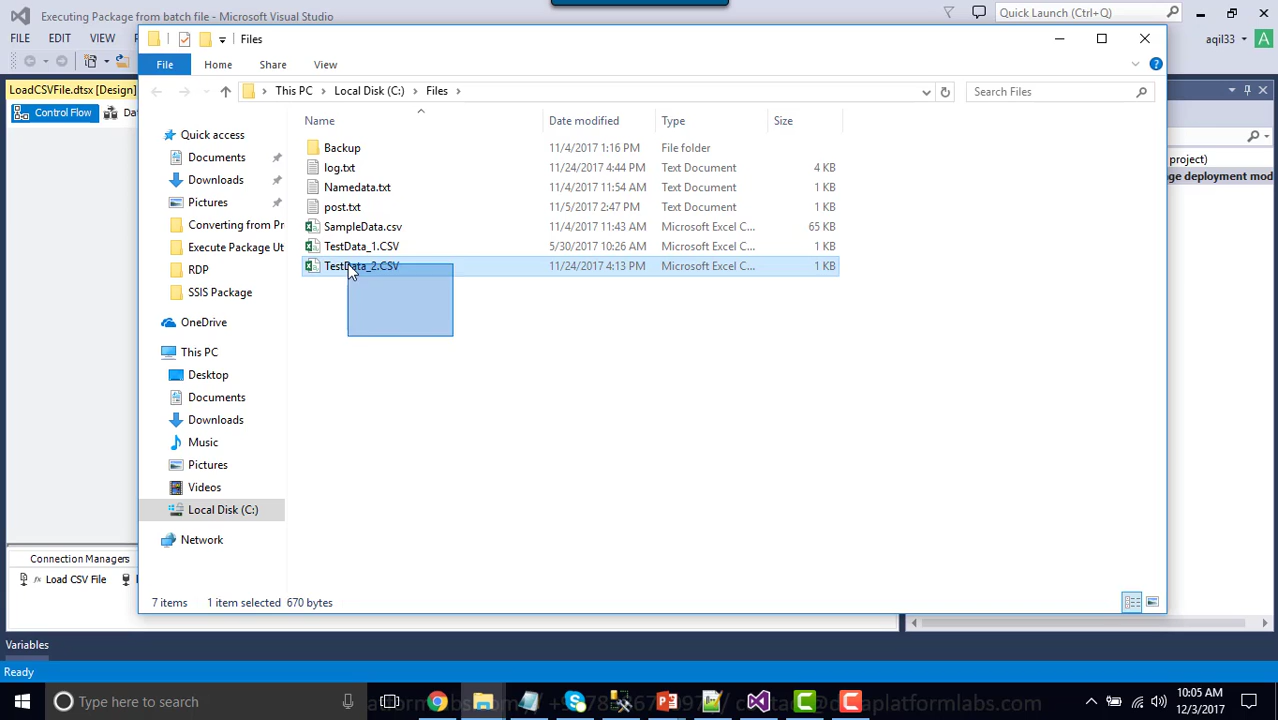 Executing Package from batch file - Microsoft Visual Studio
Quick Launch (Ctrl+Q)
FILE EDIT VIEW
aqil33 A
Files
File Home Share View
LoadCSVFile.dtsx [Design]
Control Flow
This PC Local Disk (C:) Files
Search Files
Name Date modified Type Size
Quick access
Documents
Downloads
Pictures
Converting from Pr
Execute Package Ut
RDP
SSIS Package
OneDrive
This PC
Desktop
Documents
Downloads
Music
Pictures
Videos
Local Disk (C:)
Network
Backup 11/4/2017 1:16 PM File folder
log.txt 11/24/2017 4:44 PM Text Document 4 KB
Namedata.txt 11/4/2017 11:54 AM Text Document 1 KB
post.txt 11/5/2017 2:47 PM Text Document 1 KB
SampleData.csv 11/4/2017 11:43 AM Microsoft Excel C... 65 KB
TestData_1.CSV 5/30/2017 10:26 AM Microsoft Excel C... 1 KB
TestData_2.CSV 11/24/2017 4:13 PM Microsoft Excel C... 1 KB
project)
ge deployment mod
Connection Managers
Load CSV File
7 items 1 item selected 670 bytes
Variables
Ready
Type here to search
10:05 AM
12/3/2017